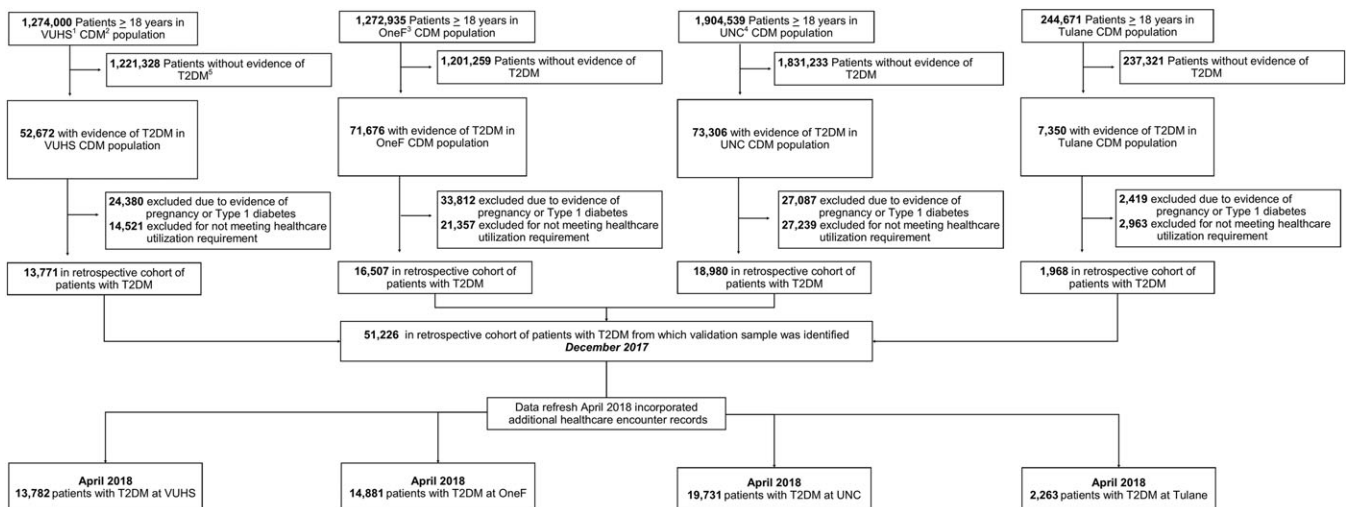 1,274,000 Patients ≥ 18 years in
VUHS¹ CDM² population
1,272,935 Patients ≥ 18 years in
OneF³ CDM population
1,904,539 Patients ≥ 18 years in
UNC⁴ CDM population
244,671 Patients ≥ 18 years in
Tulane CDM population
1,221,328 Patients without evidence of
T2DM⁵
1,201,259 Patients without evidence of
T2DM
1,831,233 Patients without evidence of
T2DM
237,321 Patients without evidence of
T2DM
52,672 with evidence of T2DM in
VUHS CDM population
71,676 with evidence of T2DM in
OneF CDM population
73,306 with evidence of T2DM in
UNC CDM population
7,350 with evidence of T2DM in
Tulane CDM population
24,380 excluded due to evidence of
pregnancy or Type 1 diabetes
14,521 excluded for not meeting healthcare
utilization requirement
33,812 excluded due to evidence of
pregnancy or Type 1 diabetes
21,357 excluded for not meeting healthcare
utilization requirement
27,087 excluded due to evidence of
pregnancy or Type 1 diabetes
27,239 excluded for not meeting healthcare
utilization requirement
2,419 excluded due to evidence of
pregnancy or Type 1 diabetes
2,963 excluded for not meeting healthcare
utilization requirement
13,771 in retrospective cohort of
patients with T2DM
16,507 in retrospective cohort of
patients with T2DM
18,980 in retrospective cohort of
patients with T2DM
1,968 in retrospective cohort of
patients with T2DM
51,226 in retrospective cohort of patients with T2DM from which validation sample was identified
December 2017
Data refresh April 2018 incorporated
additional healthcare encounter records
April 2018
13,782 patients with T2DM at VUHS
April 2018
14,881 patients with T2DM at OneF
April 2018
19,731 patients with T2DM at UNC
April 2018
2,263 patients with T2DM at Tulane